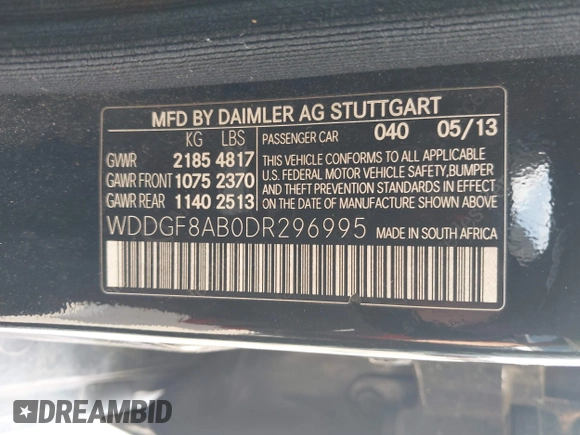 MFD BY DAIMLER AG STUTTGART
KG LBS PASSENGER CAR 040 05/13
GVWR 2185 4817
GAWR FRONT 1075 2370
GAWR REAR 1140 2513
THIS VEHICLE CONFORMS TO ALL APPLICABLE
U.S. FEDERAL MOTOR VEHICLE SAFETY, BUMPER
AND THEFT PREVENTION STANDARDS IN EFFECT
ON THE DATE OF MANUFACTURE SHOWN ABOVE.
WDDGF8AB0DR296995 MADE IN SOUTH AFRICA
DREAMBID